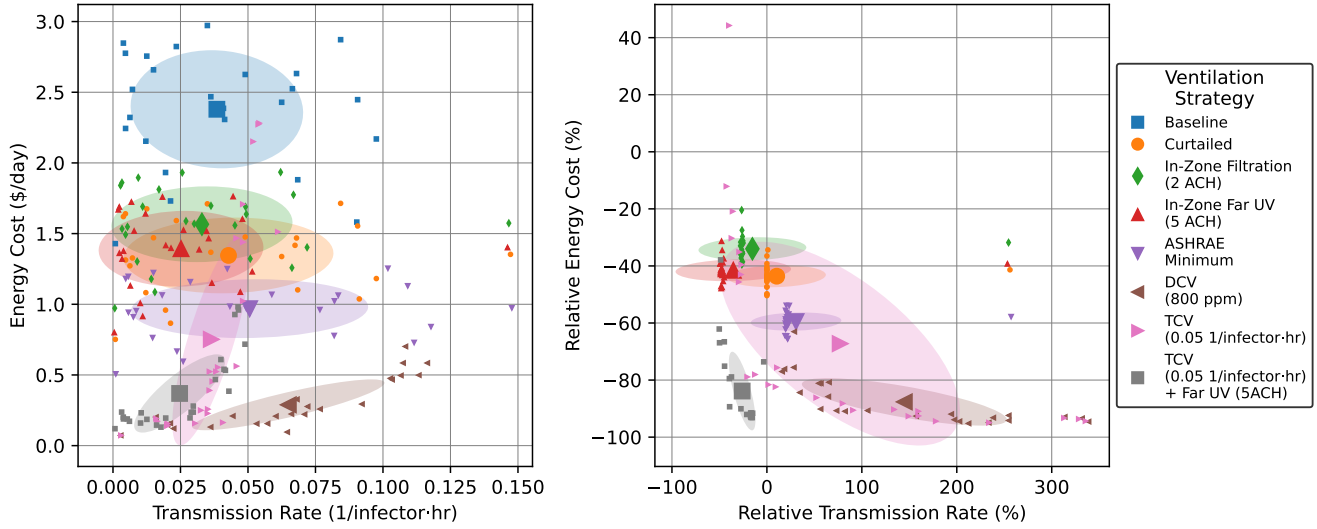 3.0
2.5
2.0
1.5
1.0
0.5
0.0
Energy Cost ($/day)
0.000 0.025 0.050 0.075 0.100 0.125 0.150
Transmission Rate (1/infector·hr)
40
20
0
−20
−40
−60
−80
−100
Relative Energy Cost (%)
−100 0 100 200 300
Relative Transmission Rate (%)
Ventilation
Strategy
Baseline
Curtailed
In-Zone Filtration
(2 ACH)
In-Zone Far UV
(5 ACH)
ASHRAE
Minimum
DCV
(800 ppm)
TCV
(0.05 1/infector·hr)
TCV
(0.05 1/infector·hr)
+ Far UV (5ACH)